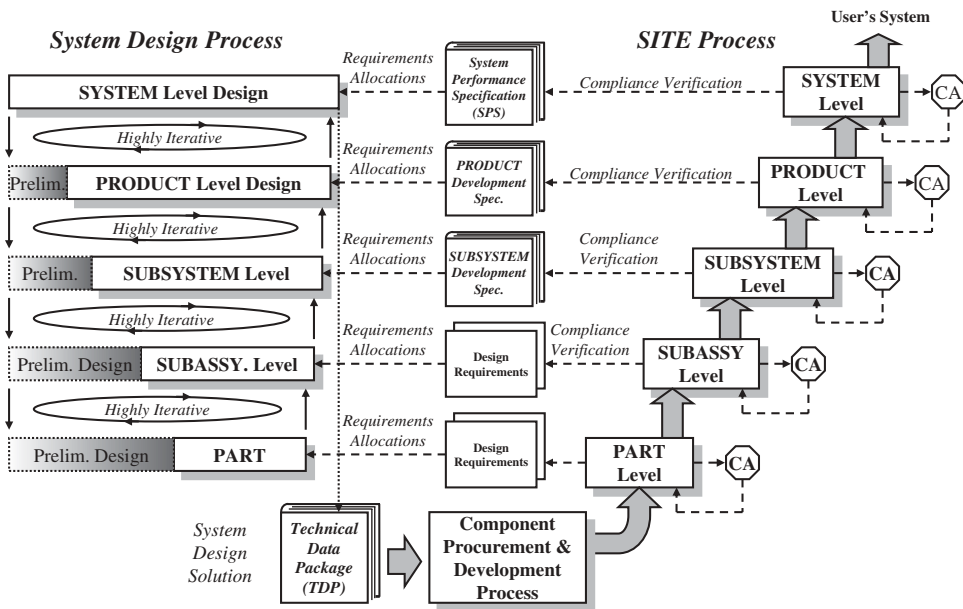 User's System
System Design Process
SITE Process
SYSTEM Level Design
Requirements
Allocations
System
Performance
Specification
(SPS)
Compliance Verification
SYSTEM
Level
CA
Highly Iterative
Prelim.
PRODUCT Level Design
Requirements
Allocations
PRODUCT
Development
Spec.
Compliance Verification
PRODUCT
Level
CA
Highly Iterative
Prelim.
SUBSYSTEM Level
Requirements
Allocations
SUBSYSTEM
Development
Spec.
Compliance
Verification
SUBSYSTEM
Level
CA
Highly Iterative
Prelim. Design
SUBASSY. Level
Requirements
Allocations
Design
Requirements
Compliance
Verification
SUBASSY
Level
CA
Highly Iterative
Prelim. Design
PART
Requirements
Allocations
Design
Requirements
PART
Level
CA
System
Design
Solution
Technical
Data
Package
(TDP)
Component
Procurement &
Development
Process